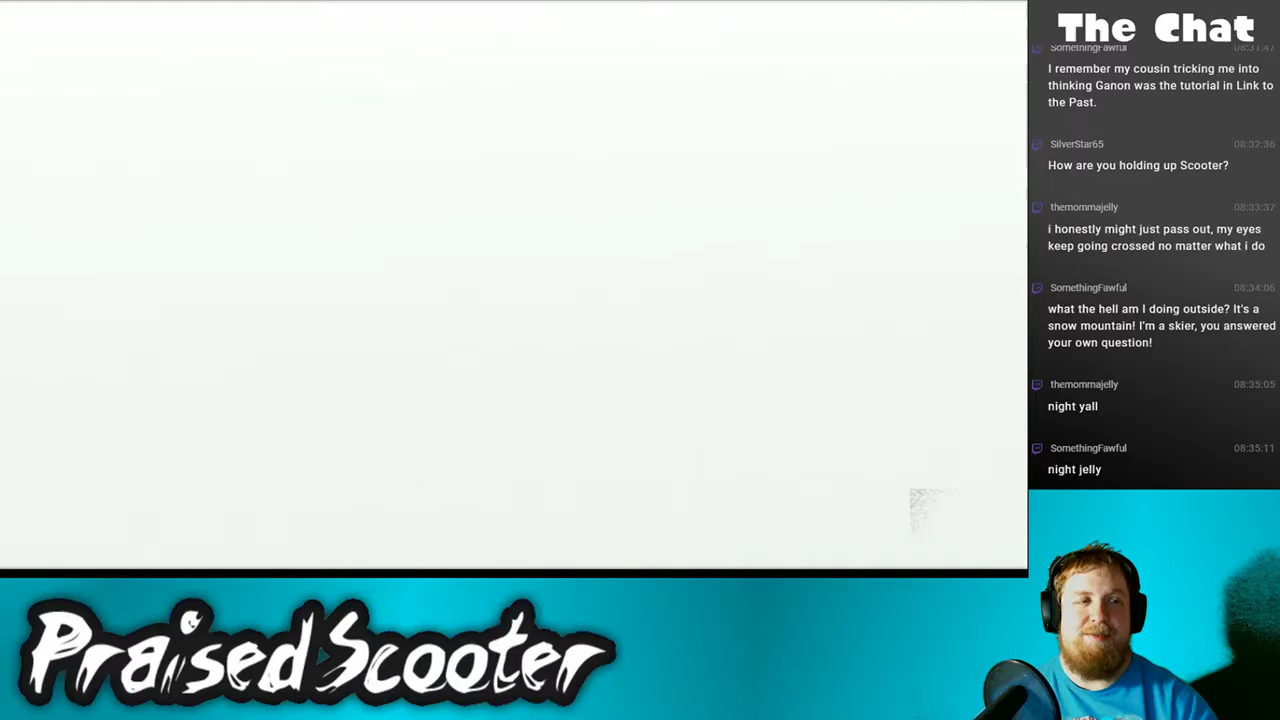 The Chat
SomethingFawful 08:31:47
I remember my cousin tricking me into
thinking Ganon was the tutorial in Link to
the Past.
SilverStar65 08:32:36
How are you holding up Scooter?
themommajelly 08:33:37
i honestly might just pass out, my eyes
keep going crossed no matter what i do
SomethingFawful 08:34:06
what the hell am I doing outside? It's a
snow mountain! I'm a skier, you answered
your own question!
themommajelly 08:35:05
night yall
SomethingFawful 08:35:11
night jelly
PraisedScooter